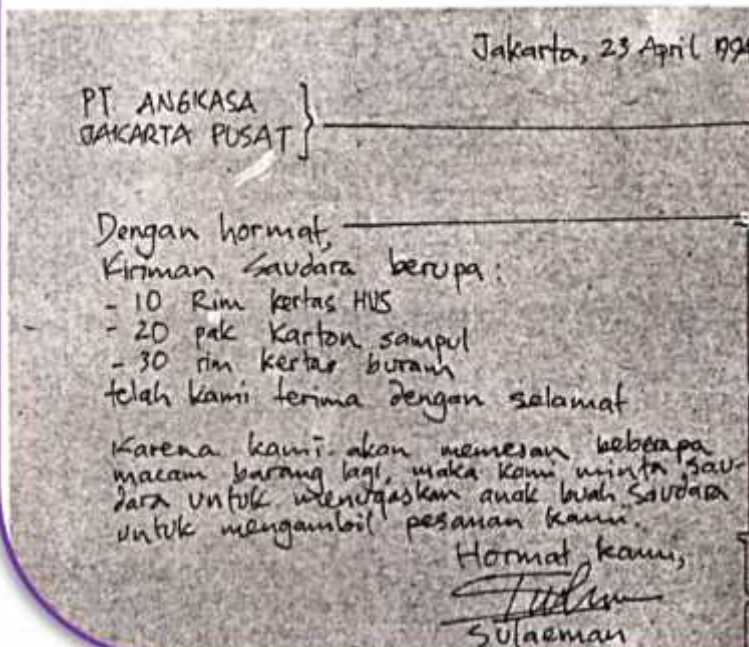 Jakarta, 23 April
PT ANGKASA
JAKARTA PUSAT
Dengan hormat,
Kiriman Saudara berupa:
- 10 Rim kertas HVS
- 20 pak Karton sampul
- 30 rim kertas buram
telah kami terima dengan selamat
Karena kami akan memesan beberapa
macam barang lagi, maka kami minta sau-
dara untuk menugaskan anak buah Saudara
untuk mengambil pesanan kami.
Hormat kami,
Sulaeman